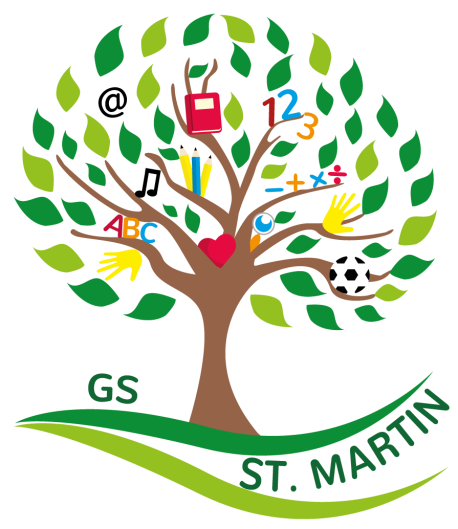 @
123
- + × ÷
ABC
GS
ST. MARTIN